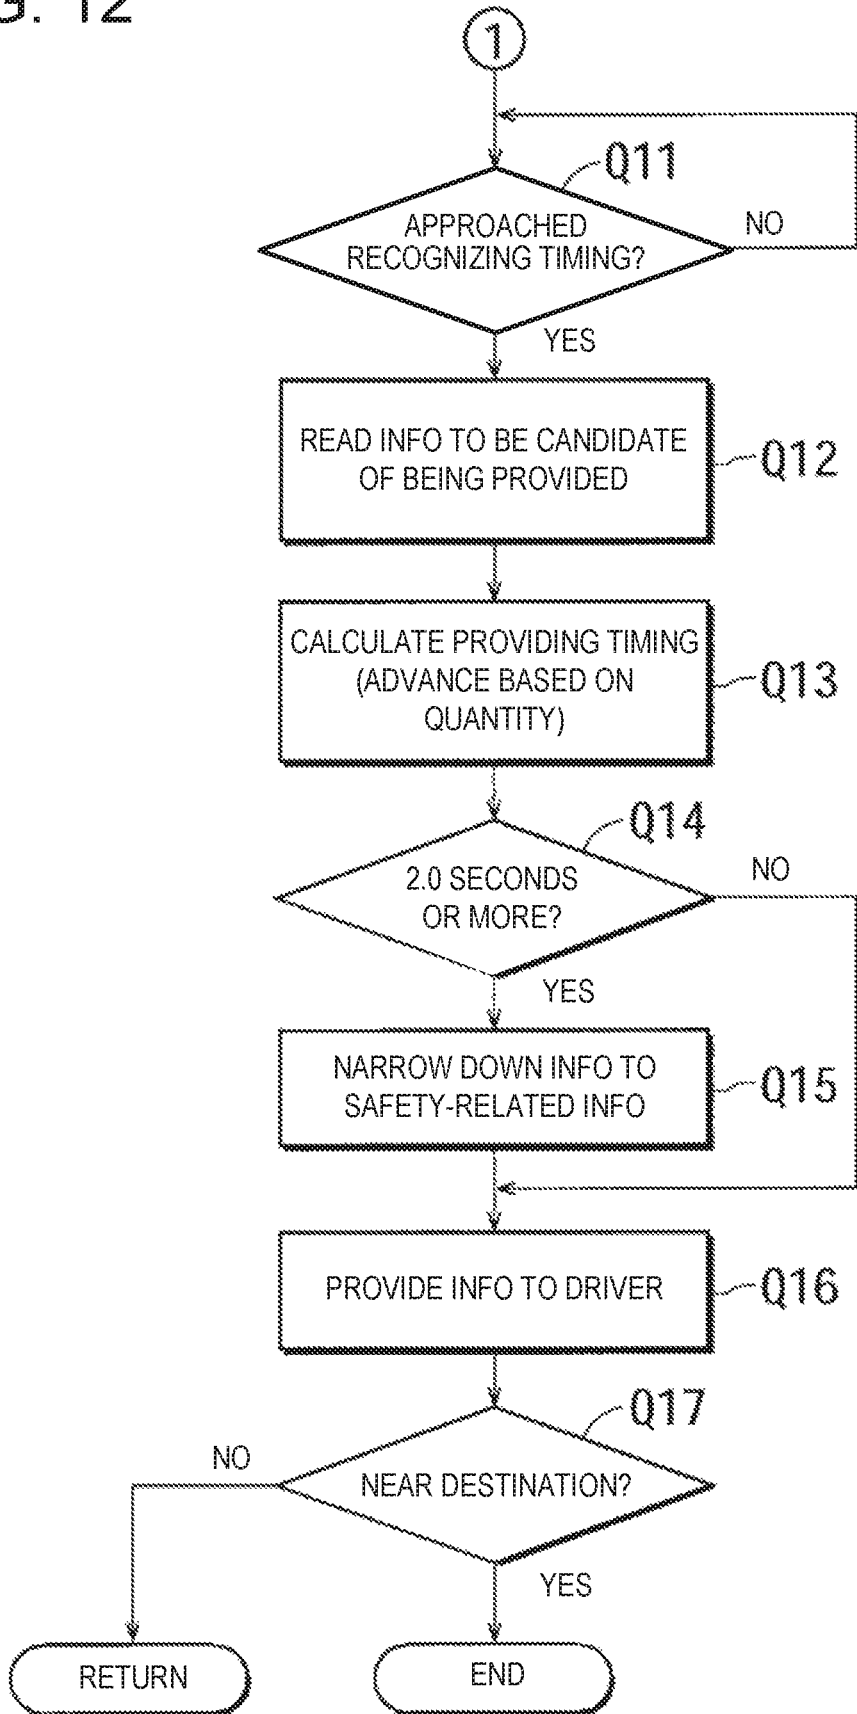 G. 12
1
Q11
APPROACHED
RECOGNIZING TIMING?
NO
YES
READ INFO TO BE CANDIDATE
OF BEING PROVIDED
Q12
CALCULATE PROVIDING TIMING
(ADVANCE BASED ON
QUANTITY)
Q13
Q14
2.0 SECONDS
OR MORE?
NO
YES
NARROW DOWN INFO TO
SAFETY-RELATED INFO
Q15
PROVIDE INFO TO DRIVER
Q16
Q17
NO
NEAR DESTINATION?
YES
RETURN
END